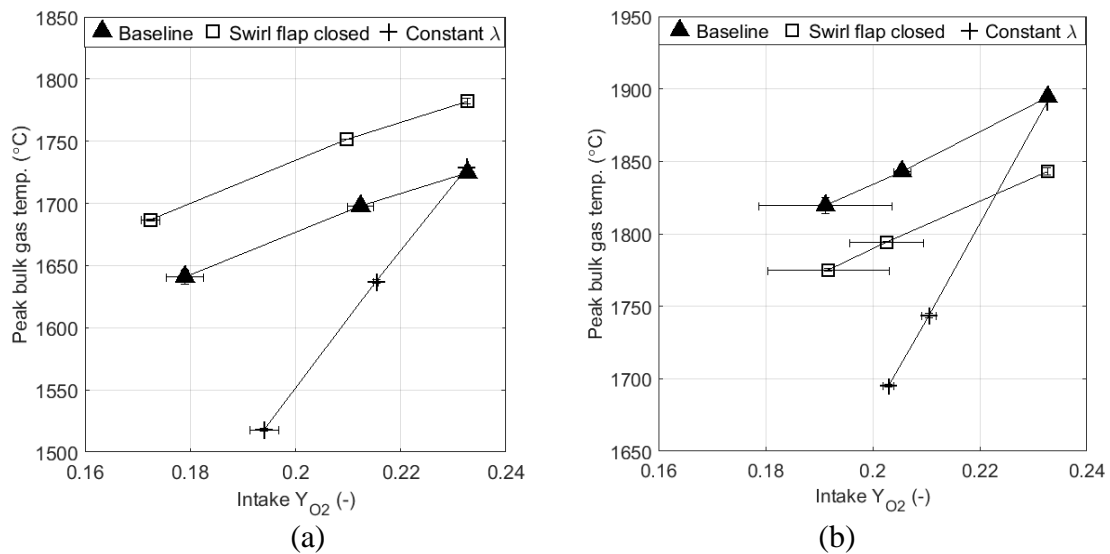 Baseline Swirl flap closed Constant λ
Peak bulk gas temp. (°C)
1850
1800
1750
1700
1650
1600
1550
1500
0.16 0.18 0.2 0.22 0.24
Intake Y_O2 (-)
(a)
Baseline Swirl flap closed Constant λ
Peak bulk gas temp. (°C)
1950
1900
1850
1800
1750
1700
1650
0.16 0.18 0.2 0.22 0.24
Intake Y_O2 (-)
(b)